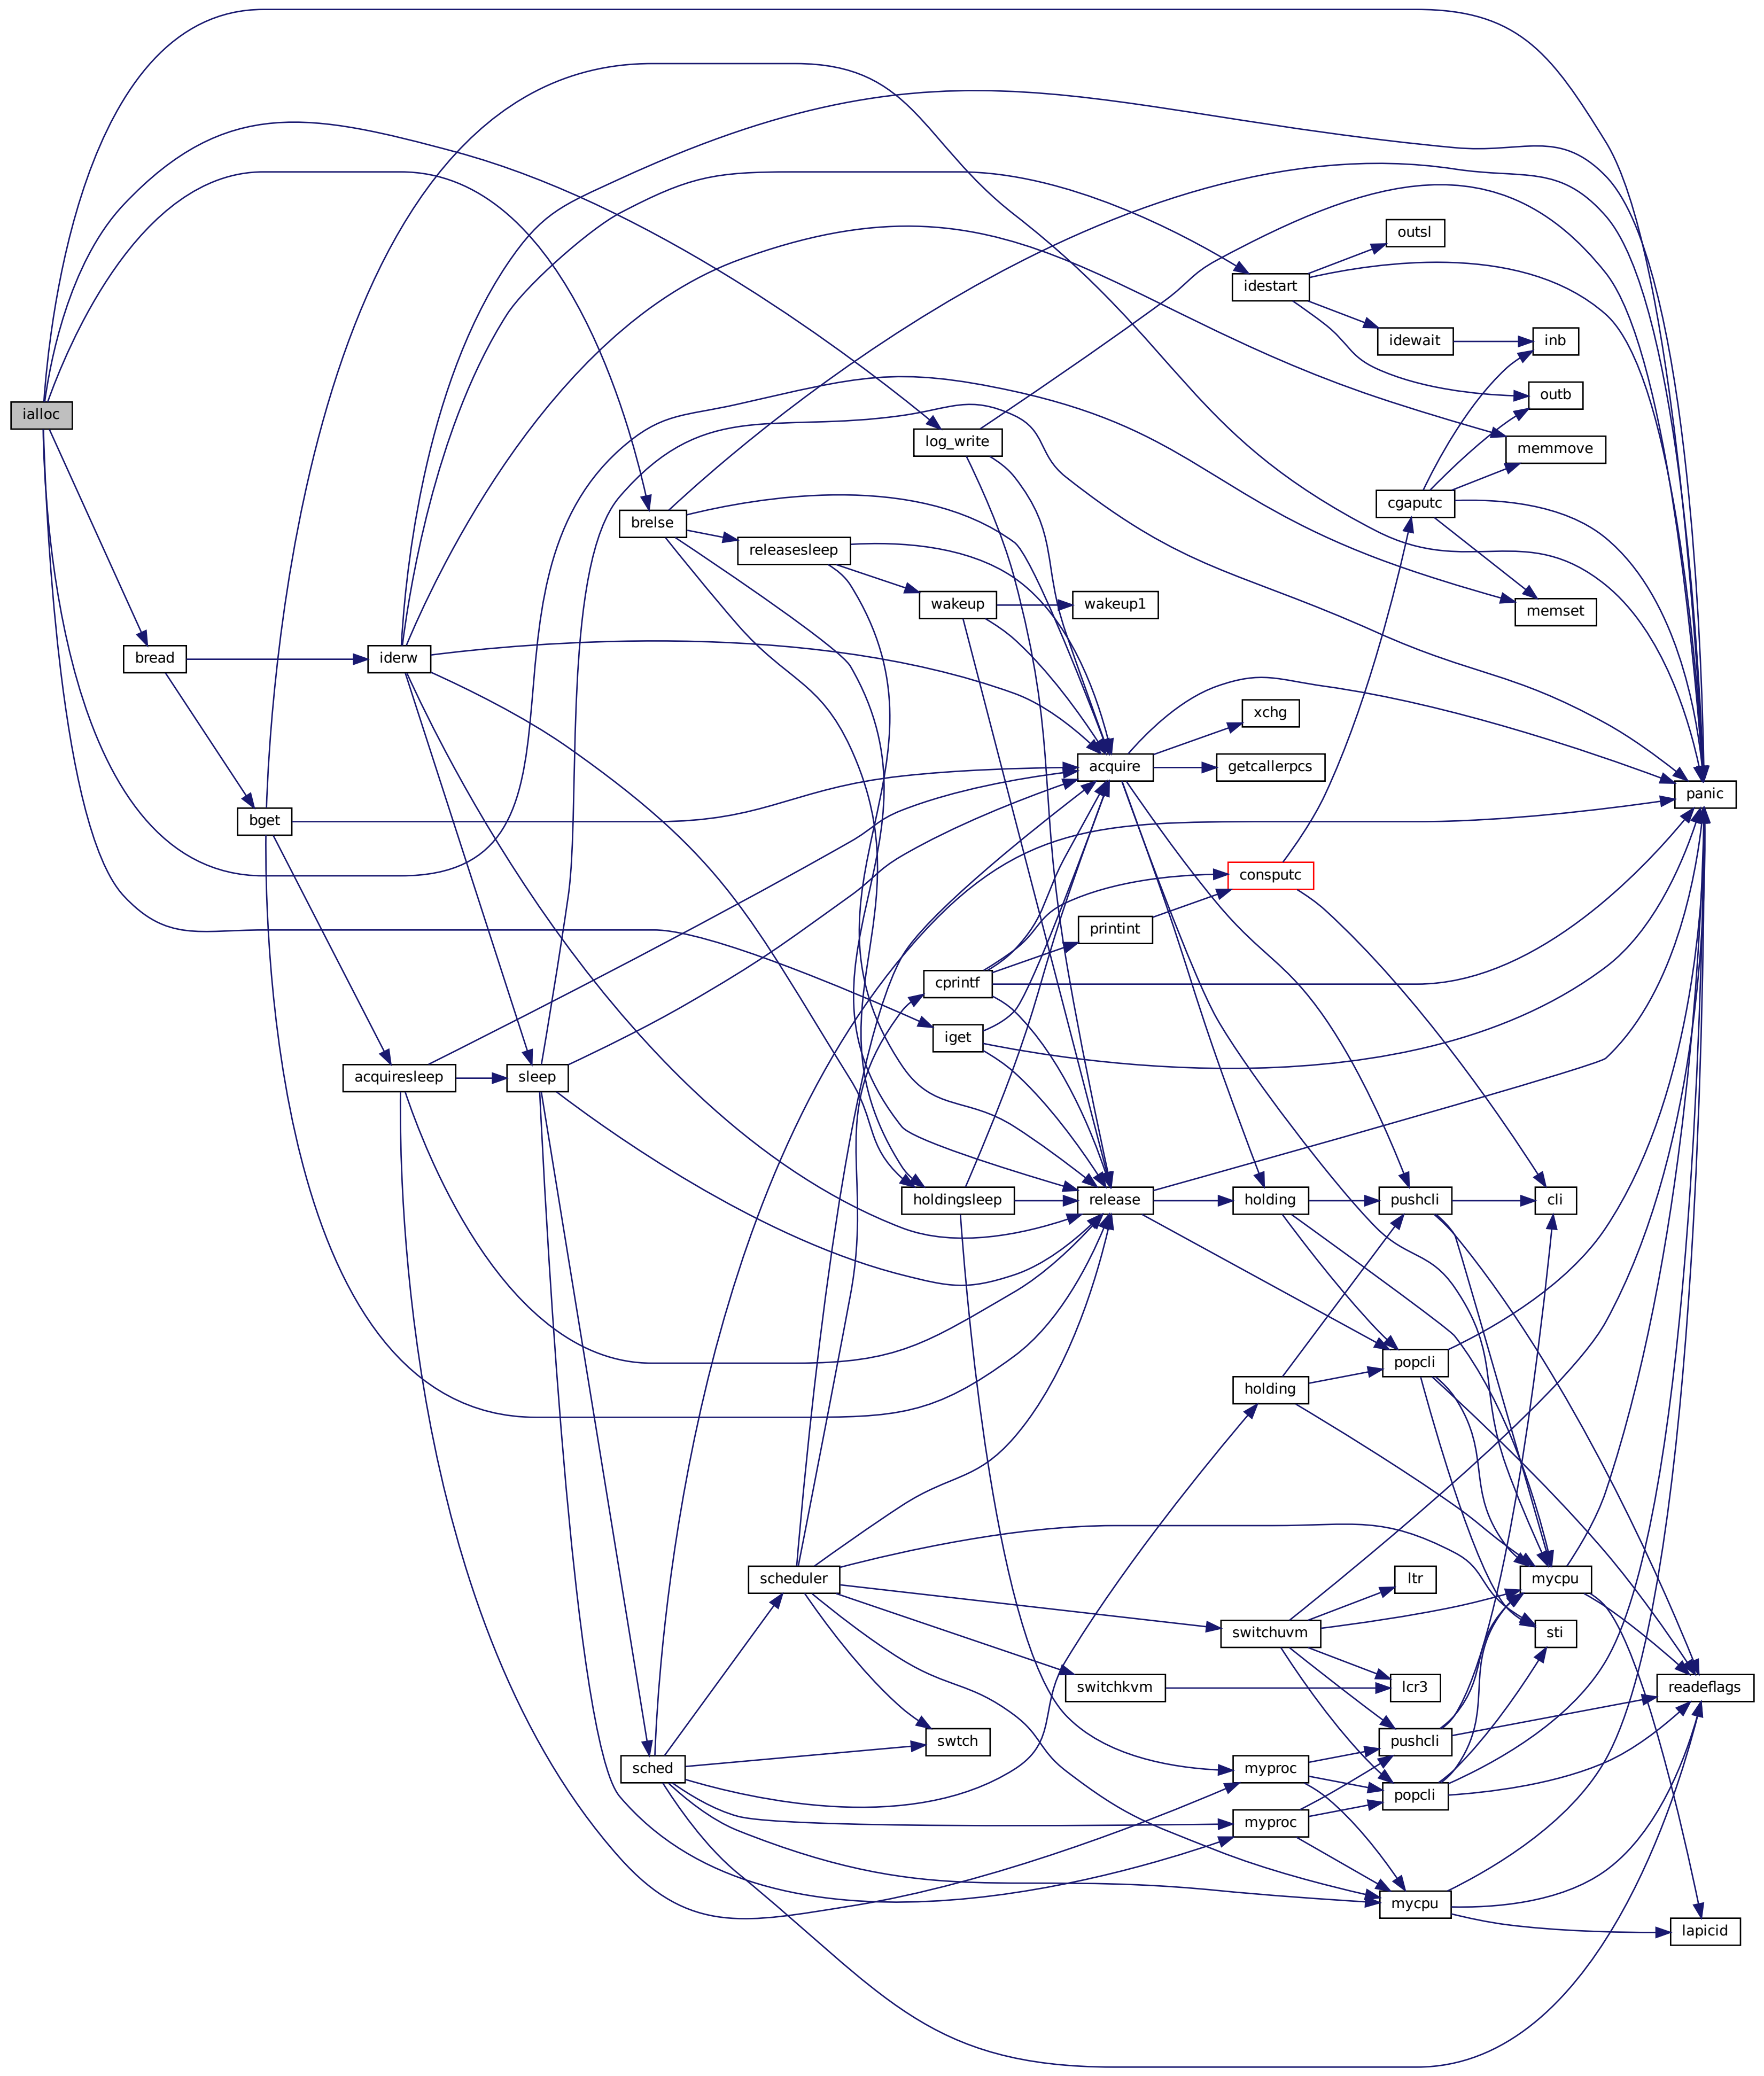 outsl
idestart
idewait
inb
outb
ialloc
log_write
memmove
cgaputc
brelse
releasesleep
wakeup
wakeup1
memset
bread
iderw
xchg
acquire
getcallerpcs
panic
bget
consputc
printint
cprintf
iget
acquiresleep
sleep
holdingsleep
release
holding
pushcli
cli
popcli
holding
scheduler
ltr
mycpu
switchuvm
sti
switchkvm
lcr3
readeflags
swtch
pushcli
sched
myproc
popcli
myproc
mycpu
lapicid